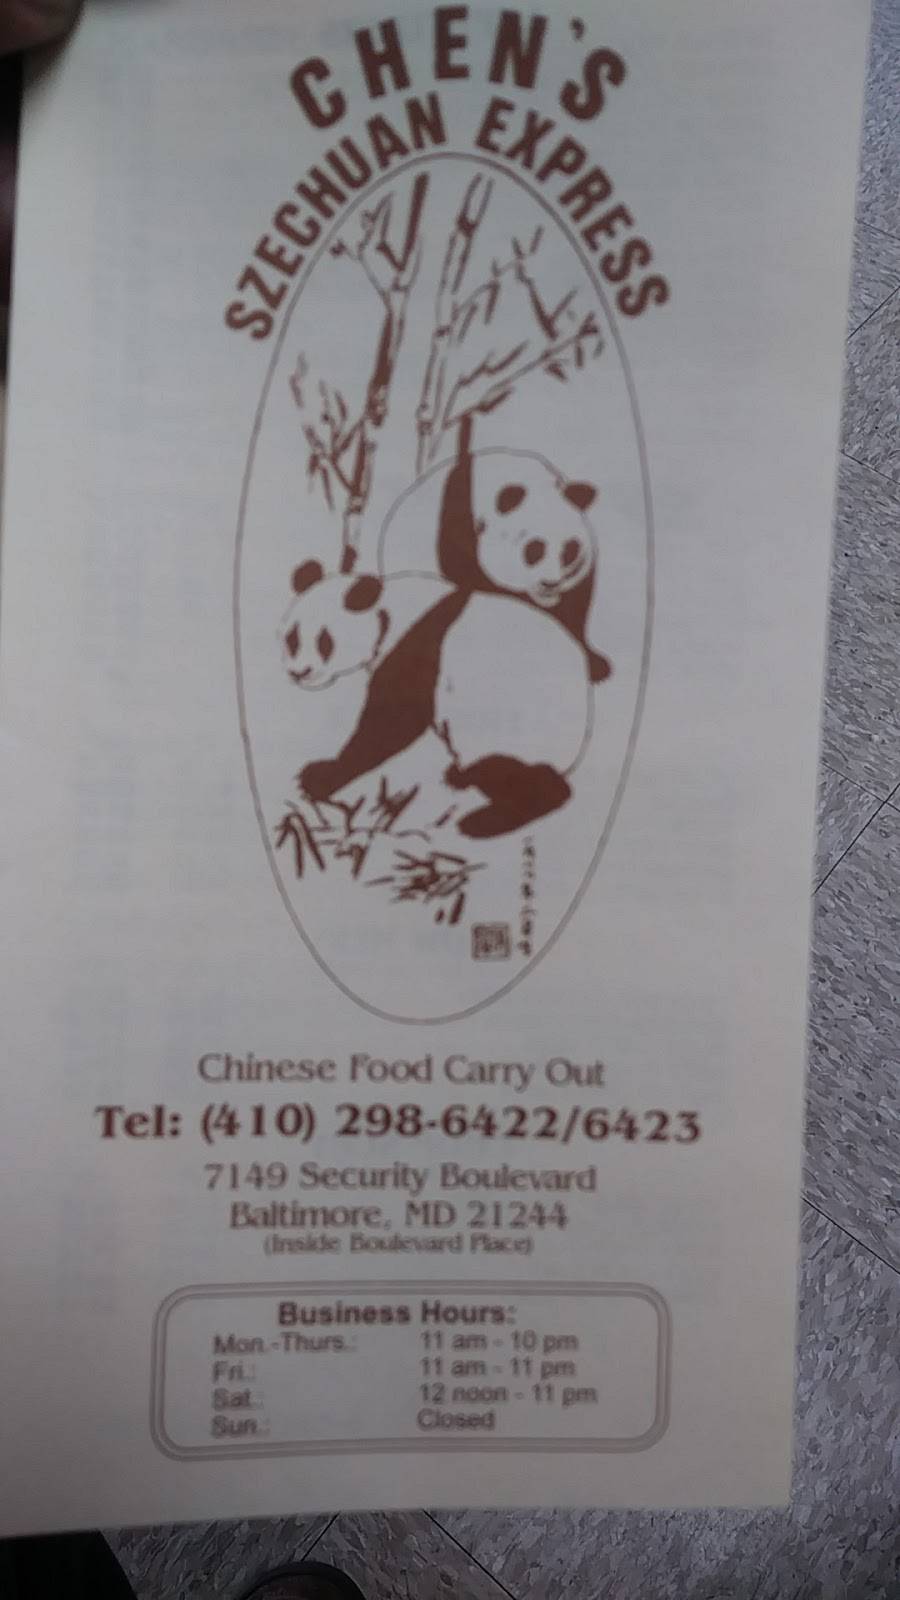 CHEN'S
SZECHUAN EXPRESS
Chinese Food Carry Out
Tel: (410) 298-6422/6423
7149 Security Boulevard
Baltimore, MD 21244
(Inside Boulevard Place)
Business Hours:
Mon.-Thurs.: 11 am - 10 pm
Fri.: 11 am - 11 pm
Sat.: 12 noon - 11 pm
Sun.: Closed